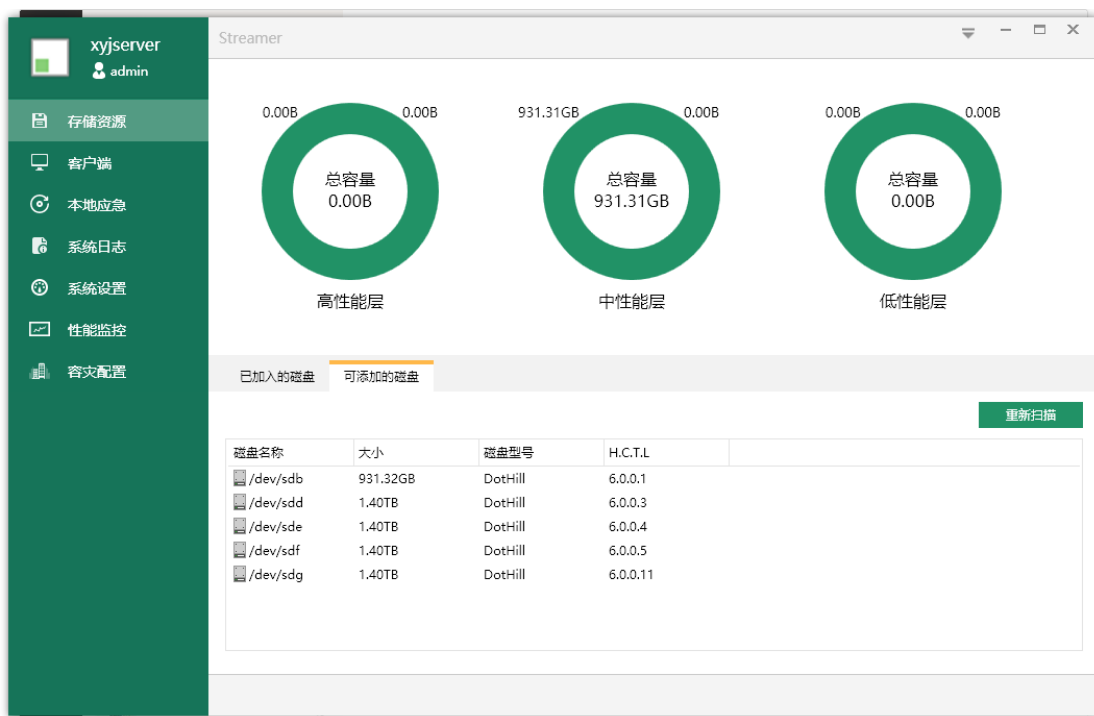 xyjserver
admin
Streamer
存储资源
客户端
本地应急
系统日志
系统设置
性能监控
容灾配置
0.00B 0.00B
总容量
0.00B
高性能层
931.31GB 0.00B
总容量
931.31GB
中性能层
0.00B 0.00B
总容量
0.00B
低性能层
已加入的磁盘 可添加的磁盘
重新扫描
磁盘名称 大小 磁盘型号 H.C.T.L
/dev/sdb 931.32GB DotHill 6.0.0.1
/dev/sdd 1.40TB DotHill 6.0.0.3
/dev/sde 1.40TB DotHill 6.0.0.4
/dev/sdf 1.40TB DotHill 6.0.0.5
/dev/sdg 1.40TB DotHill 6.0.0.11